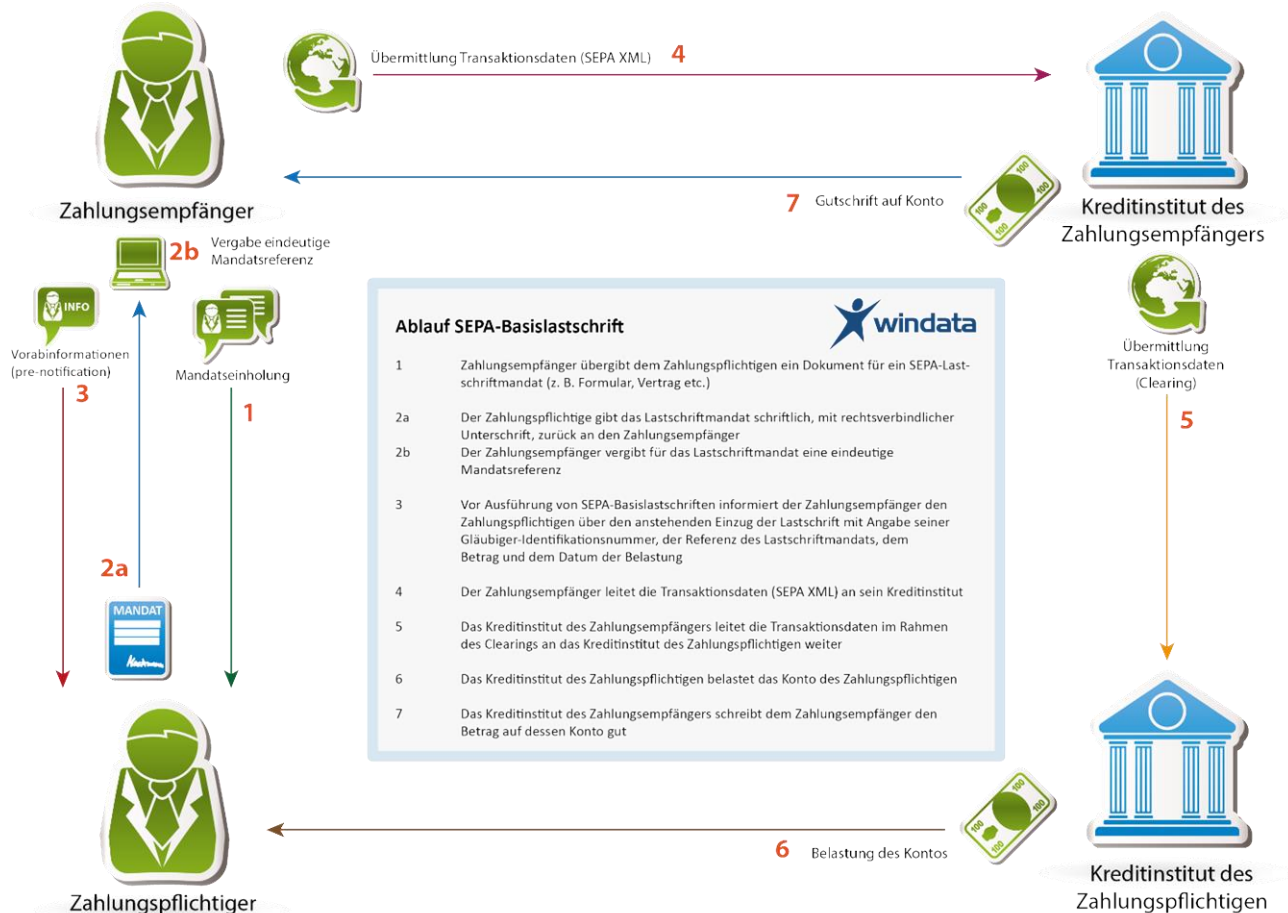 Übermittlung Transaktionsdaten (SEPA XML) 4
7 Gutschrift auf Konto
100
100
100
100
Zahlungsempfänger
Kreditinstitut des
Zahlungsempfängers
2b Vergabe eindeutige
Mandatsreferenz
INFO
Vorabinformationen
(pre-notification)
3
Mandatseinholung
1
2a
MANDAT
Übermittlung
Transaktionsdaten
(Clearing)
5
Ablauf SEPA-Basislastschrift
windata
1 Zahlungsempfänger übergibt dem Zahlungspflichtigen ein Dokument für ein SEPA-Last-
schriftmandat (z. B. Formular, Vertrag etc.)
2a Der Zahlungspflichtige gibt das Lastschriftmandat schriftlich, mit rechtsverbindlicher
Unterschrift, zurück an den Zahlungsempfänger
2b Der Zahlungsempfänger vergibt für das Lastschriftmandat eine eindeutige
Mandatsreferenz
3 Vor Ausführung von SEPA-Basislastschriften informiert der Zahlungsempfänger den
Zahlungspflichtigen über den anstehenden Einzug der Lastschrift mit Angabe seiner
Gläubiger-Identifikationsnummer, der Referenz des Lastschriftmandats, dem
Betrag und dem Datum der Belastung
4 Der Zahlungsempfänger leitet die Transaktionsdaten (SEPA XML) an sein Kreditinstitut
5 Das Kreditinstitut des Zahlungsempfängers leitet die Transaktionsdaten im Rahmen
des Clearings an das Kreditinstitut des Zahlungspflichtigen weiter
6 Das Kreditinstitut des Zahlungspflichtigen belastet das Konto des Zahlungspflichtigen
7 Das Kreditinstitut des Zahlungsempfängers schreibt dem Zahlungsempfänger den
Betrag auf dessen Konto gut
100
100
100
100
6 Belastung des Kontos
Zahlungspflichtiger
Kreditinstitut des
Zahlungspflichtigen